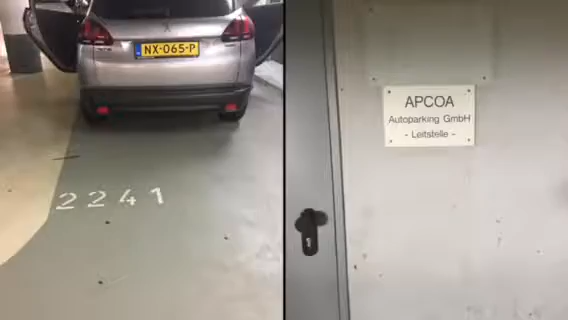 NX-065-P
2241
APCOA
Autoparking GmbH
- Leitstelle -